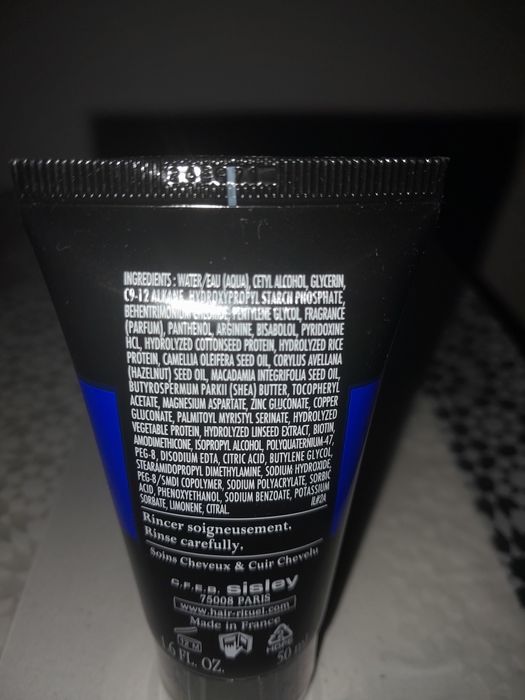 INGREDIENTS : WATER/EAU (AQUA), CETYL ALCOHOL, GLYCERIN,
C9-12 ALKANE, HYDROXYPROPYL STARCH PHOSPHATE,
BEHENTRIMONIUM CHLORIDE, PENTYLENE GLYCOL, FRAGRANCE
(PARFUM), PANTHENOL, ARGININE, BISABOLOL, PYRIDOXINE
HCL, HYDROLYZED COTTONSEED PROTEIN, HYDROLYZED RICE
PROTEIN, CAMELLIA OLEIFERA SEED OIL, CORYLUS AVELLANA
(HAZELNUT) SEED OIL, MACADAMIA INTEGRIFOLIA SEED OIL,
BUTYROSPERMUM PARKII (SHEA) BUTTER, TOCOPHERYL
ACETATE, MAGNESIUM ASPARTATE, ZINC GLUCONATE, COPPER
GLUCONATE, PALMITOYL MYRISTYL SERINATE, HYDROLYZED
VEGETABLE PROTEIN, HYDROLYZED LINSEED EXTRACT, BIOTIN,
AMODIMETHICONE, ISOPROPYL ALCOHOL, POLYQUATERNIUM-47,
PEG-8, DISODIUM EDTA, CITRIC ACID, BUTYLENE GLYCOL,
STEARAMIDOPROPYL DIMETHYLAMINE, SODIUM HYDROXIDE,
PEG-8/SMDI COPOLYMER, SODIUM POLYACRYLATE, SORBIC
ACID, PHENOXYETHANOL, SODIUM BENZOATE, POTASSIUM
SORBATE, LIMONENE, CITRAL. IL#2A
Rincer soigneusement.
Rinse carefully.
Soins Cheveux & Cuir Chevelu
C.F.E.B. sisley
75008 PARIS
www.hair-rituel.com
Made in France
12 M
1.6 FL. OZ. 50 ml